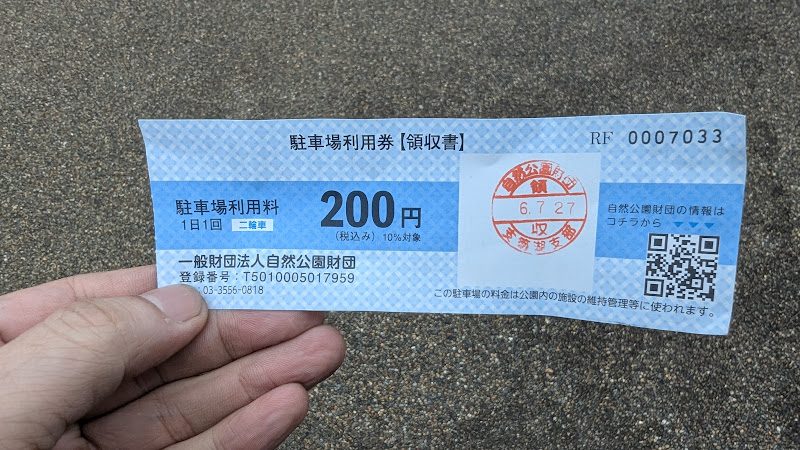 駐車場利用券【領収書】
RF 0007033
駐車場利用料
1日1回 二輪車
200円
(税込み) 10%対象
一般財団法人自然公園財団
登録番号:T5010005017959
03-3556-0818
自然公園財団
領
6.7.27
収
支部
自然公園財団の情報は
コチラから
この駐車場の料金は公園内の施設の維持管理等に使われます。